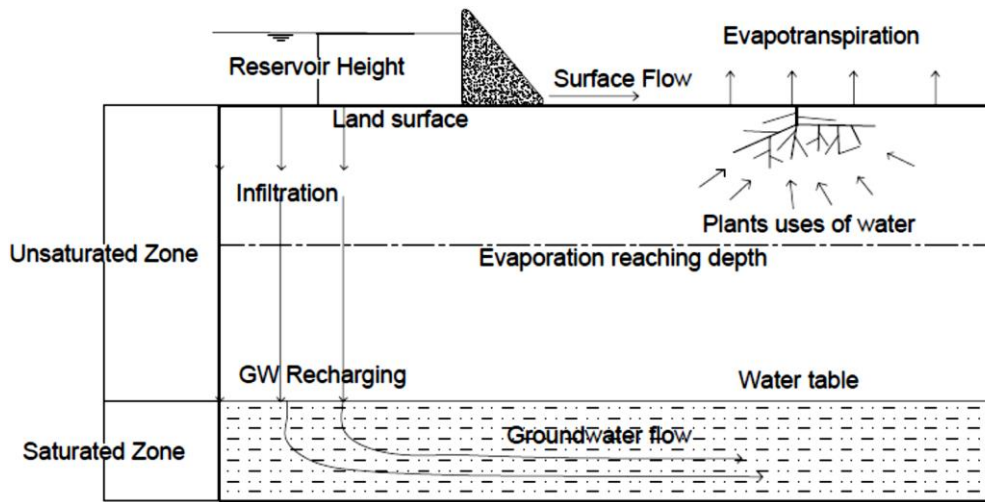 Evapotranspiration
Reservoir Height
Surface Flow
Land surface
Infiltration
Plants uses of water
Unsaturated Zone
Evaporation reaching depth
GW Recharging
Water table
Groundwater flow
Saturated Zone